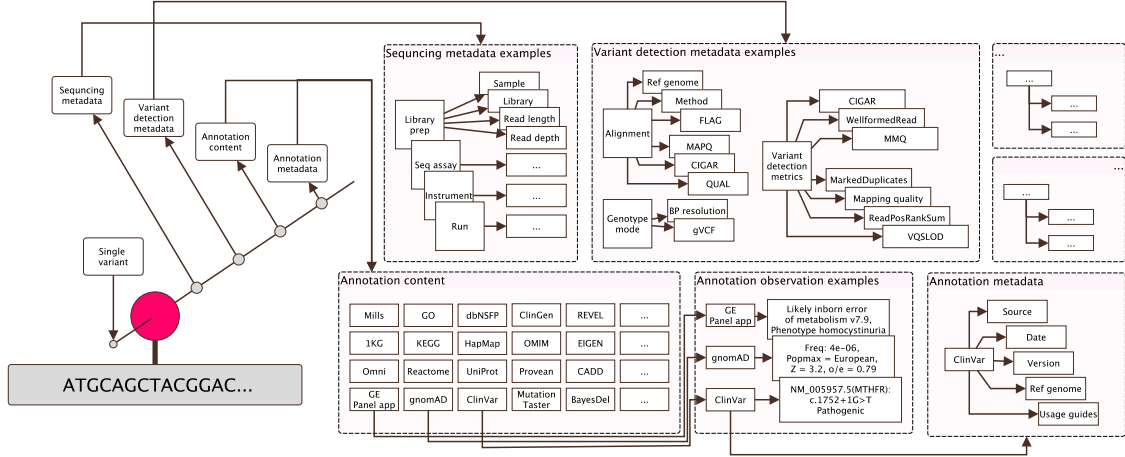 Sequncing
metadata
Variant
detection
metadata
Annotation
content
Annotation
metadata
Single
variant
ATGCAGCTACGGAC...
Sequncing metadata examples
Library
prep
Sample
Library
Read length
Read depth
Seq assay
...
Instrument
...
Run
...
Variant detection metadata examples
Alignment
Ref genome
Method
FLAG
MAPQ
CIGAR
QUAL
Genotype
mode
BP resolution
gVCF
Variant
detection
metrics
CIGAR
WellformedRead
MMQ
MarkedDuplicates
Mapping quality
ReadPosRankSum
VQSLOD
...
...
...
...
...
...
...
...
Annotation content
Mills
GO
dbNSFP
ClinGen
REVEL
...
1KG
KEGG
HapMap
OMIM
EIGEN
...
Omni
Reactome
UniProt
Provean
CADD
...
GE
Panel app
gnomAD
ClinVar
Mutation
Taster
BayesDel
...
Annotation observation examples
GE
Panel app
Likely inborn error
of metabolism v7.9,
Phenotype homocystinuria
gnomAD
Freq: 4e-06,
Popmax = European,
Z = 3.2, o/e = 0.79
ClinVar
NM_005957.5(MTHFR):
c.1752+1G>T
Pathogenic
Annotation metadata
ClinVar
Source
Date
Version
Ref genome
Usage guides